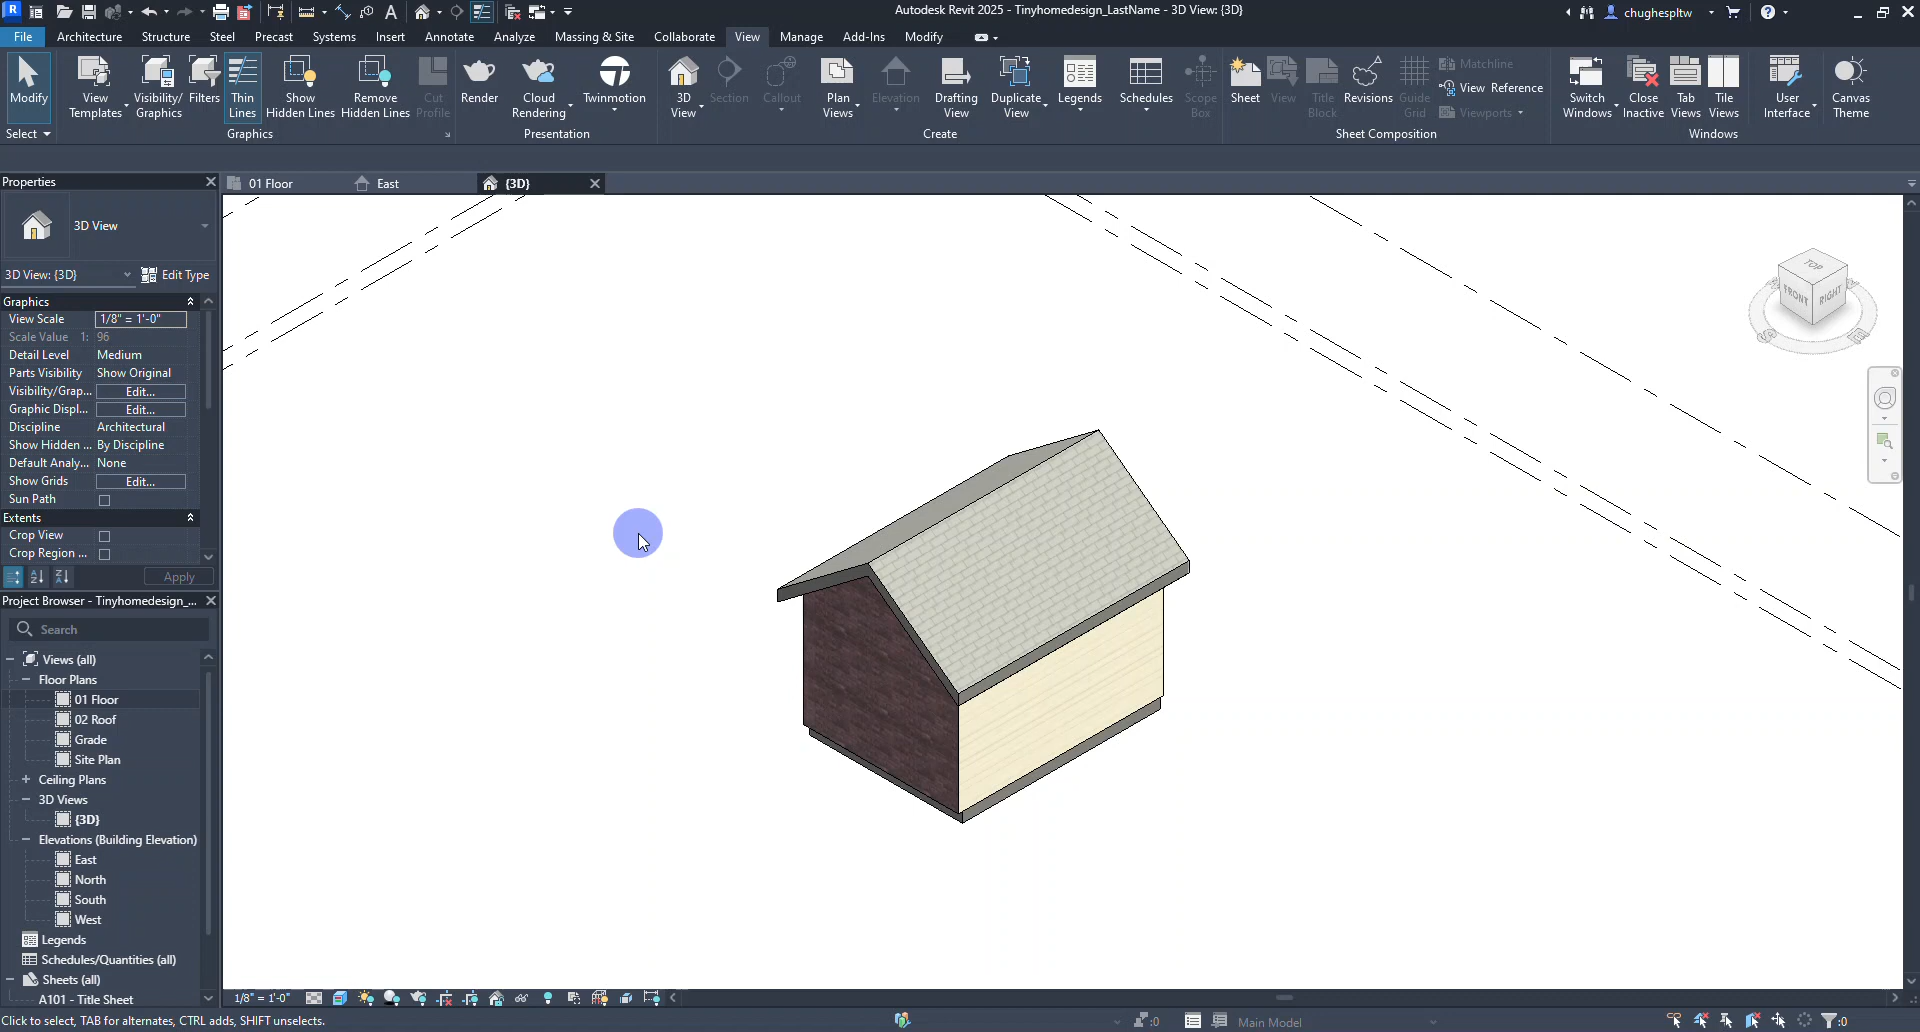 Autodesk Revit 2025 - Tinyhomedesign_LastName - 3D View: {3D}
chughespltw
File Architecture Structure Steel Precast Systems Insert Annotate Analyze Massing & Site Collaborate View Manage Add-Ins Modify
Modify
View Templates
Visibility/ Graphics
Filters
Thin Lines
Show Hidden Lines
Remove Hidden Lines
Cut Profile
Render
Cloud Rendering
Twinmotion
3D View
Section
Callout
Plan Views
Elevation
Drafting View
Duplicate View
Legends
Schedules
Scope Box
Sheet
View
Title Block
Revisions
Guide Grid
Matchline
View Reference
Viewports
Switch Windows
Close Inactive
Tab Views
Tile Views
User Interface
Canvas Theme
Select
Graphics
Presentation
Create
Sheet Composition
Windows
Properties
01 Floor
East
{3D}
3D View
3D View: {3D}
Edit Type
Graphics
View Scale 1/8" = 1'-0"
Scale Value 1: 96
Detail Level Medium
Parts Visibility Show Original
Visibility/Grap... Edit...
Graphic Displ... Edit...
Discipline Architectural
Show Hidden ... By Discipline
Default Analy... None
Show Grids Edit...
Sun Path
Extents
Crop View
Crop Region ...
Apply
Project Browser - Tinyhomedesign_...
Search
Views (all)
Floor Plans
01 Floor
02 Roof
Grade
Site Plan
Ceiling Plans
3D Views
{3D}
Elevations (Building Elevation)
East
North
South
West
Legends
Schedules/Quantities (all)
Sheets (all)
A101 - Title Sheet
TOP
FRONT
RIGHT
1/8" = 1'-0"
Click to select, TAB for alternates, CTRL adds, SHIFT unselects.
:0
Main Model
:0